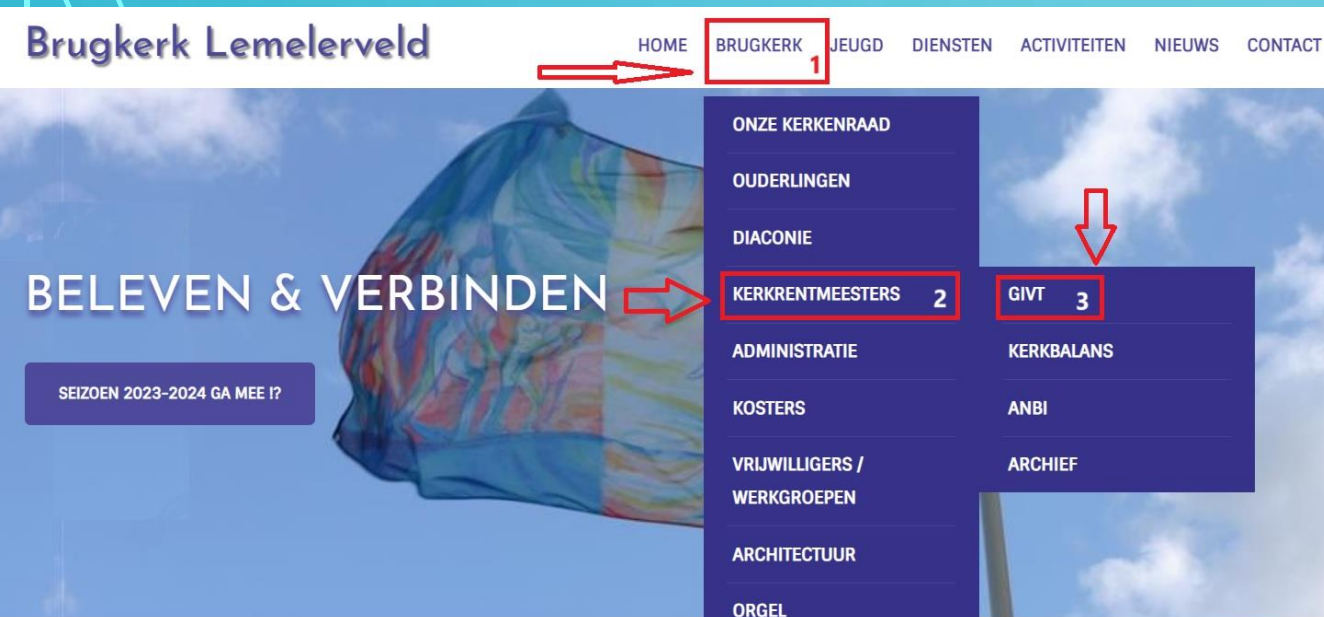 Brugkerk Lemelerveld
HOME BRUGKERK JEUGD DIENSTEN ACTIVITEITEN NIEUWS CONTACT
1
ONZE KERKENRAAD
OUDERLINGEN
DIACONIE
BELEVEN & VERBINDEN
KERKRENTMEESTERS 2
GIVT 3
ADMINISTRATIE
KERKBALANS
SEIZOEN 2023-2024 GA MEE !?
KOSTERS
ANBI
VRIJWILLIGERS /
WERKGROEPEN
ARCHIEF
ARCHITECTUUR
ORGEL